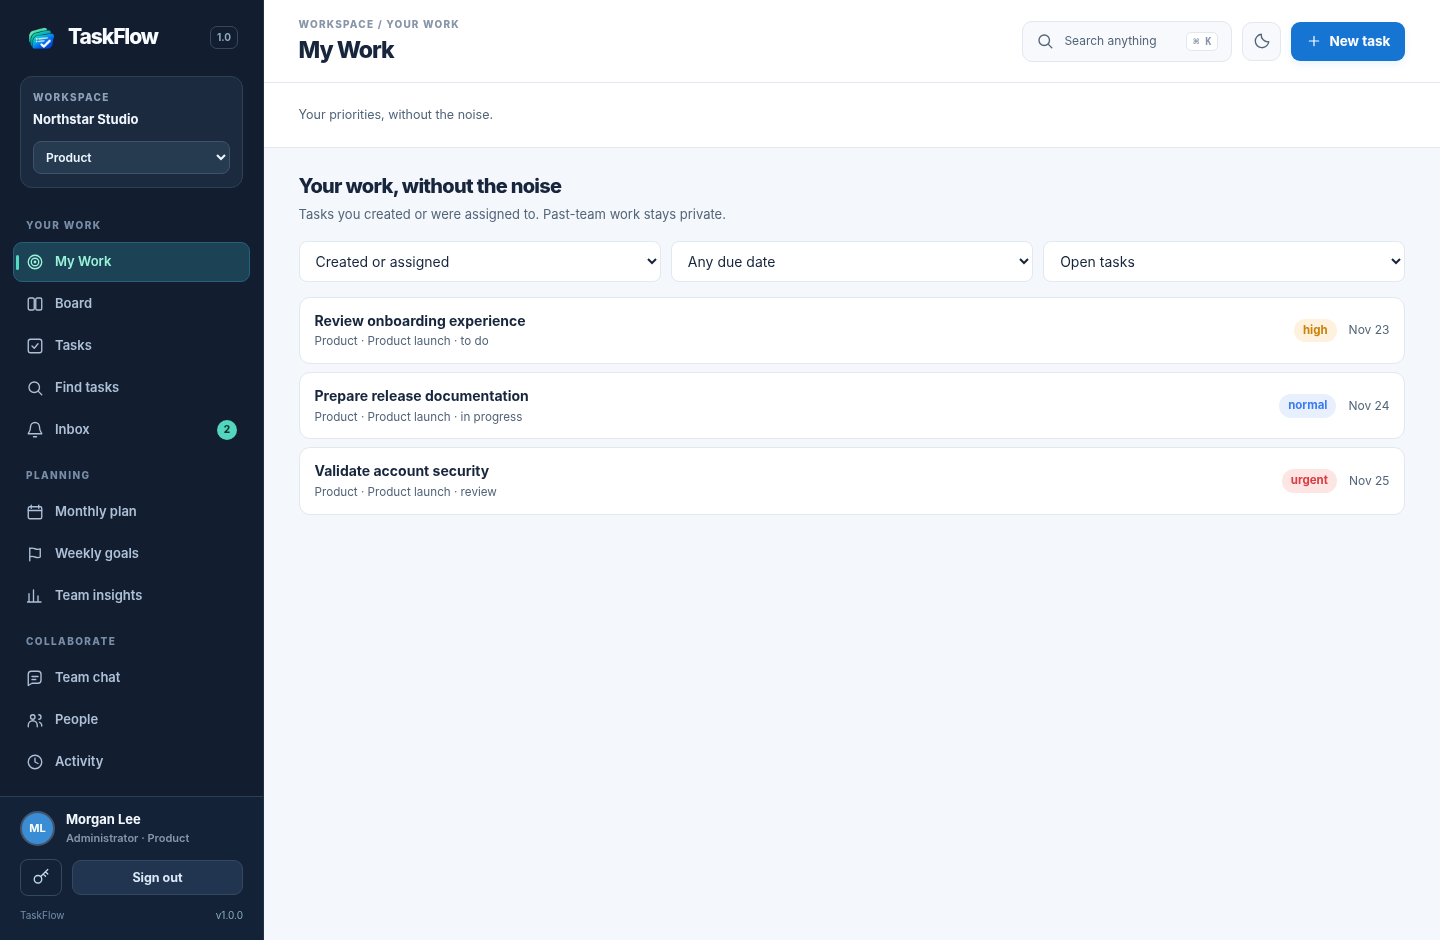 TaskFlow
1.0
WORKSPACE
Northstar Studio
Product
YOUR WORK
My Work
Board
Tasks
Find tasks
Inbox
2
PLANNING
Monthly plan
Weekly goals
Team insights
COLLABORATE
Team chat
People
Activity
ML
Morgan Lee
Administrator · Product
Sign out
TaskFlow
v1.0.0
WORKSPACE / YOUR WORK
My Work
Search anything
⌘ K
New task
Your priorities, without the noise.
Your work, without the noise
Tasks you created or were assigned to. Past-team work stays private.
Created or assigned
Any due date
Open tasks
Review onboarding experience
Product · Product launch · to do
high
Nov 23
Prepare release documentation
Product · Product launch · in progress
normal
Nov 24
Validate account security
Product · Product launch · review
urgent
Nov 25